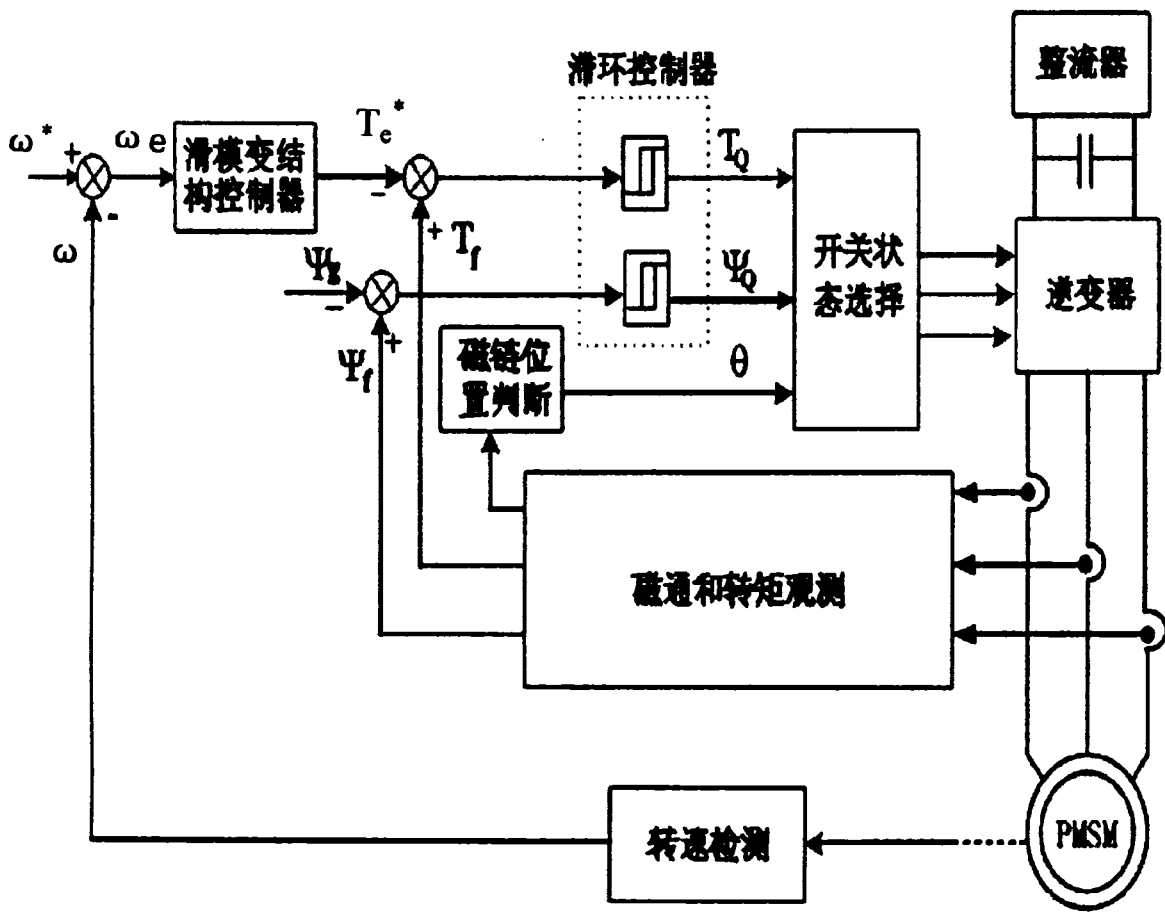 整流器
滞环控制器
ω*
+
ωe
滑模变结
构控制器
Te*
-
TQ
-
ω
+
Tf
-
+
Ψf
ΨQ
开关状
态选择
逆变器
磁链位
置判断
θ
磁通和转矩观测
转速检测
PMSM